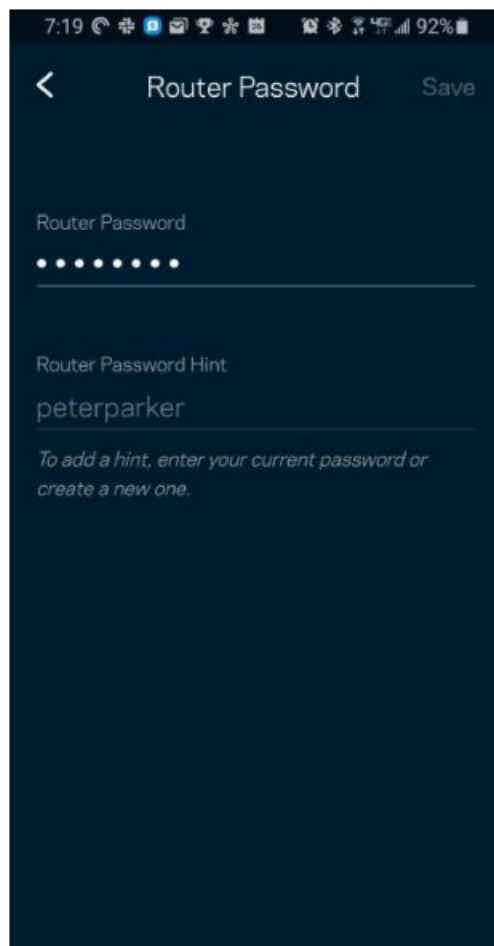 7:19 92%
Router Password Save
Router Password
••••••••
Router Password Hint
peterparker
To add a hint, enter your current password or
create a new one.